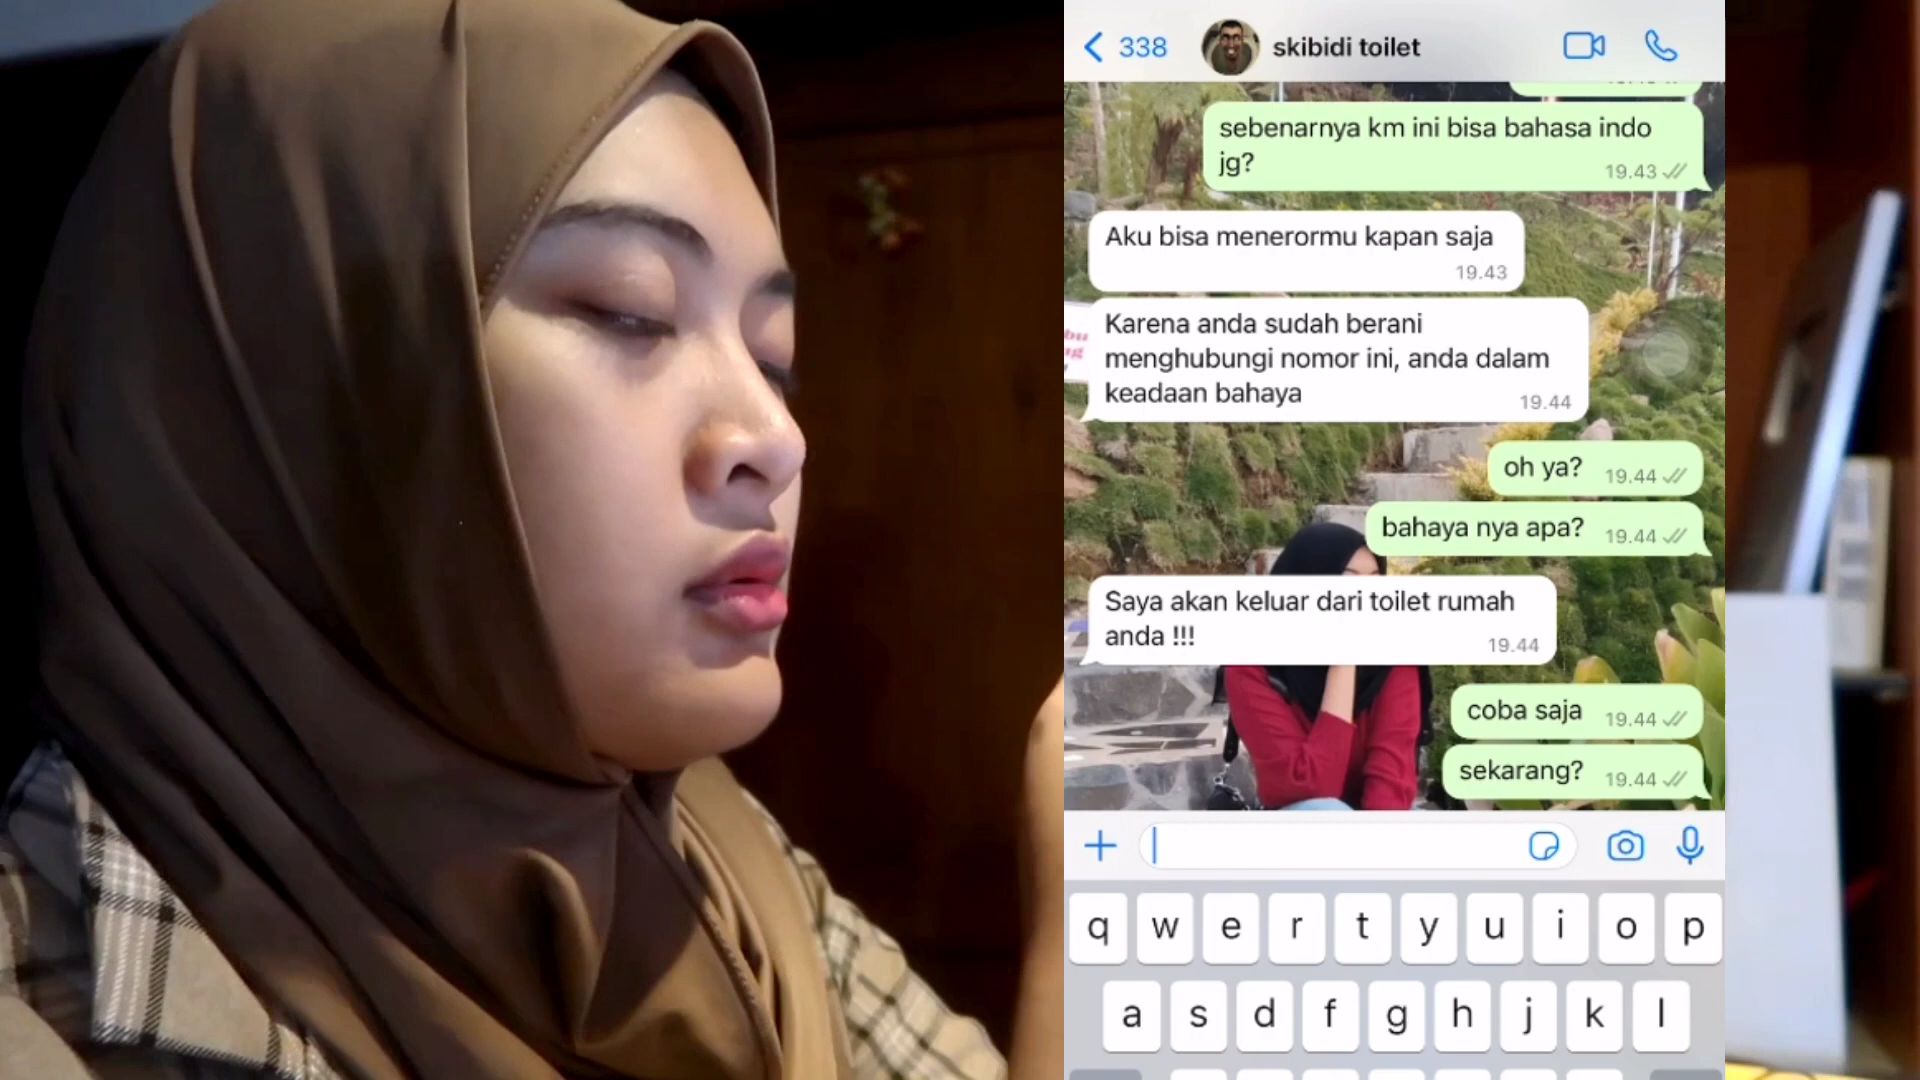 338
skibidi toilet
sebenarnya km ini bisa bahasa indo
jg?
19.43
Aku bisa menerormu kapan saja
19.43
Karena anda sudah berani
menghubungi nomor ini, anda dalam
keadaan bahaya
19.44
oh ya?
19.44
bahaya nya apa?
19.44
Saya akan keluar dari toilet rumah
anda !!!
19.44
coba saja
19.44
sekarang?
19.44
q w e r t y u i o p
a s d f g h j k l